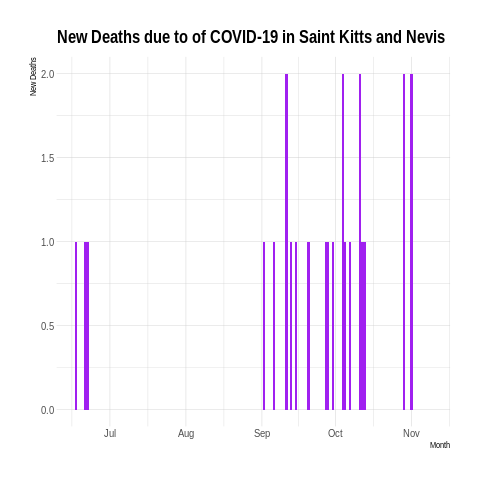 New Deaths due to of COVID-19 in Saint Kitts and Nevis
New Deaths
2.0
1.5
1.0
0.5
0.0
Jul Aug Sep Oct Nov
Month